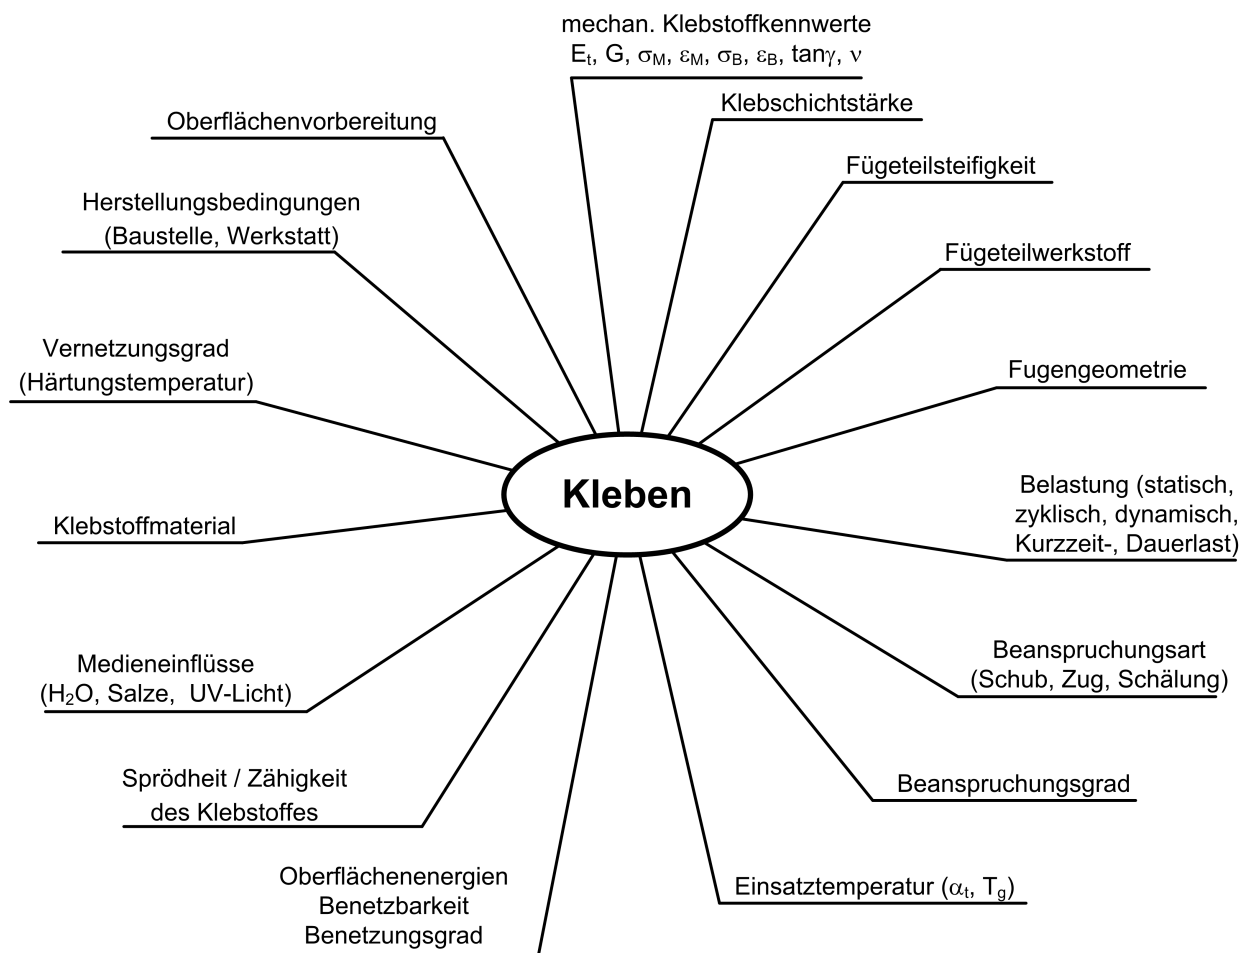 mechan. Klebstoffkennwerte
Eₜ, G, σ_M, ε_M, σ_B, ε_B, tanγ, ν
Klebschichtstärke
Oberflächenvorbereitung
Fügeteilsteifigkeit
Herstellungsbedingungen
(Baustelle, Werkstatt)
Fügeteilwerkstoff
Vernetzungsgrad
(Härtungstemperatur)
Fugengeometrie
Kleben
Belastung (statisch,
zyklisch, dynamisch,
Kurzzeit-, Dauerlast)
Klebstoffmaterial
Beanspruchungsart
(Schub, Zug, Schälung)
Medieneinflüsse
(H₂O, Salze, UV-Licht)
Sprödheit / Zähigkeit
des Klebstoffes
Beanspruchungsgrad
Oberflächenenergien
Benetzbarkeit
Benetzungsgrad
Einsatztemperatur (αₜ, T_g)